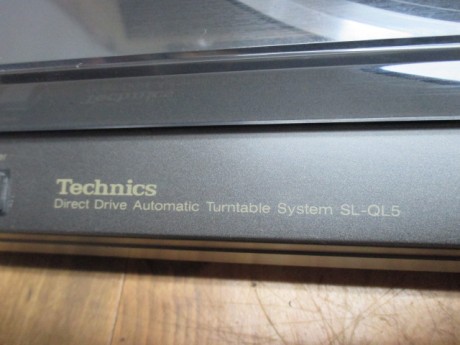 Technics
Direct Drive Automatic Turntable System SL-QL5